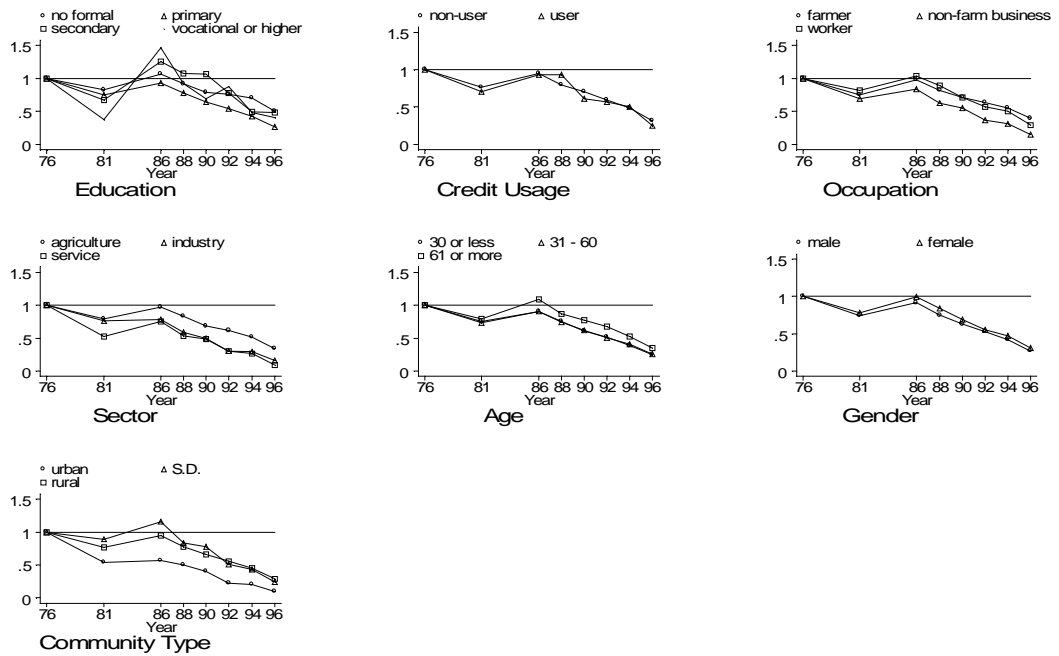 no formal primary
secondary vocational or higher
1.5
1
.5
0
76 81 86 88 90 92 94 96
Year
Education
non-user user
1.5
1
.5
0
76 81 86 88 90 92 94 96
Year
Credit Usage
farmer non-farm business
worker
1.5
1
.5
0
76 81 86 88 90 92 94 96
Year
Occupation
agriculture industry
service
1.5
1
.5
0
76 81 86 88 90 92 94 96
Year
Sector
30 or less 31 - 60
61 or more
1.5
1
.5
0
76 81 86 88 90 92 94 96
Year
Age
male female
1.5
1
.5
0
76 81 86 88 90 92 94 96
Year
Gender
urban S.D.
rural
1.5
1
.5
0
76 81 86 88 90 92 94 96
Year
Community Type